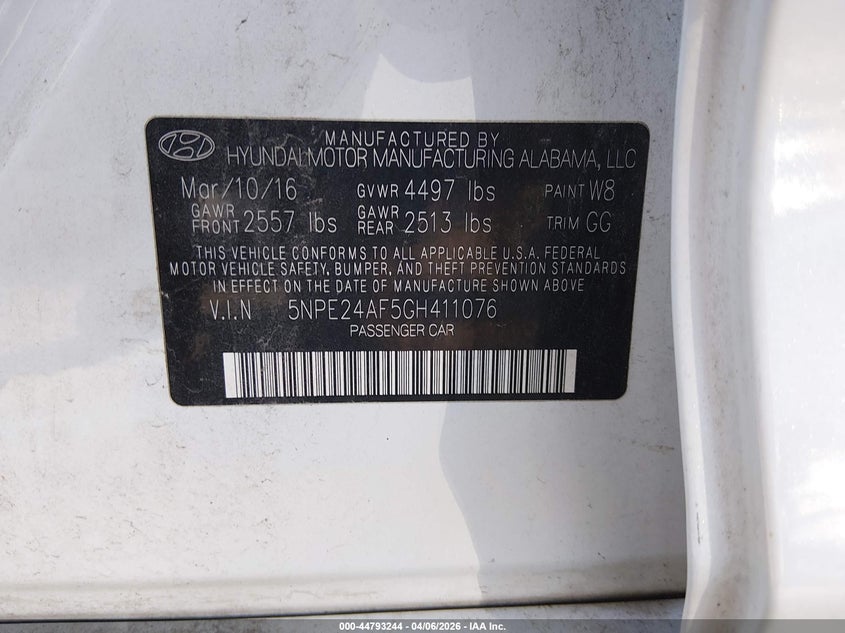 MANUFACTURED BY
HYUNDAI MOTOR MANUFACTURING ALABAMA, LLC
Mar/10/16 GVWR 4497 lbs PAINT W8
GAWR FRONT 2557 lbs GAWR REAR 2513 lbs TRIM GG
THIS VEHICLE CONFORMS TO ALL APPLICABLE U.S.A. FEDERAL
MOTOR VEHICLE SAFETY, BUMPER, AND THEFT PREVENTION STANDARDS
IN EFFECT ON THE DATE OF MANUFACTURE SHOWN ABOVE
V.I.N 5NPE24AF5GH411076
PASSENGER CAR
000-44793244 | 04/06/2026 - IAA Inc.